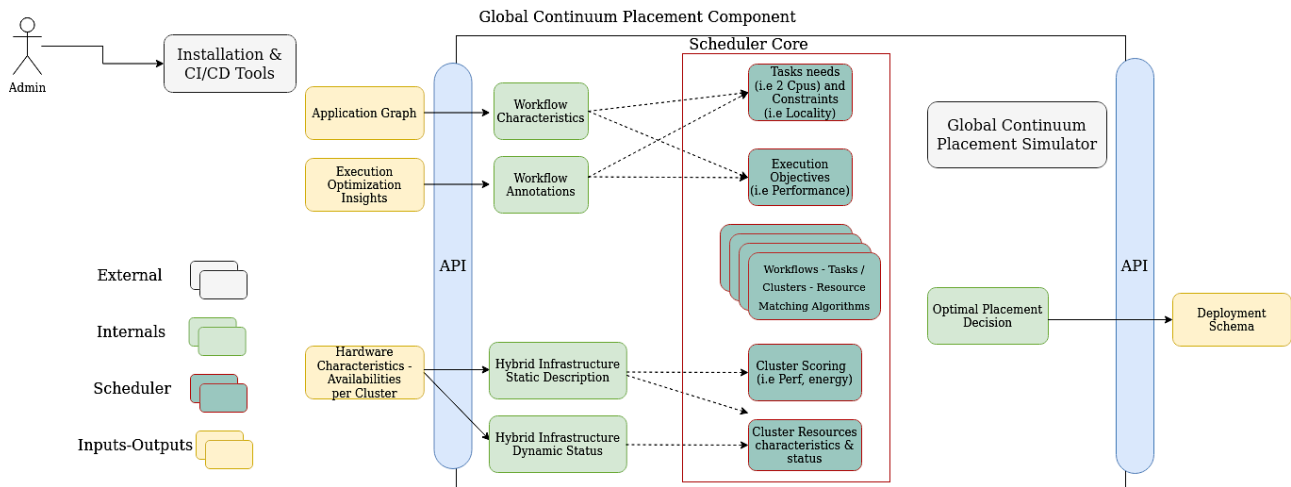 Global Continuum Placement Component
Admin
Installation &
CI/CD Tools
Scheduler Core
Application Graph
Workflow
Characteristics
Tasks needs
(i.e 2 Cpus) and
Constraints
(i.e Locality)
Global Continuum
Placement Simulator
Execution
Optimization
Insights
Workflow
Annotations
Execution
Objectives
(i.e Performance)
API
API
Workflows - Tasks /
Clusters - Resource
Matching Algorithms
External
Internals
Scheduler
Inputs-Outputs
Optimal Placement
Decision
Deployment
Schema
Hardware
Characteristics -
Availabilities
per Cluster
Hybrid Infrastructure
Static Description
Cluster Scoring
(i.e Perf, energy)
Hybrid Infrastructure
Dynamic Status
Cluster Resources
characteristics &
status